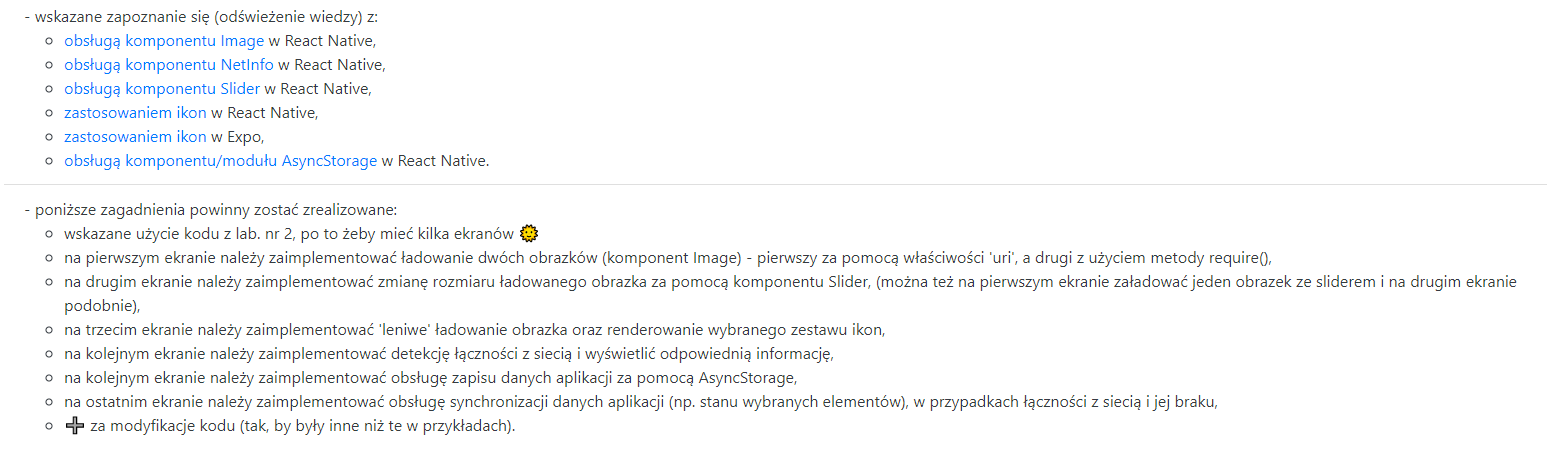 - wskazane zapoznanie się (odświeżenie wiedzy) z:
obsługą komponentu Image w React Native,
obsługą komponentu NetInfo w React Native,
obsługą komponentu Slider w React Native,
zastosowaniem ikon w React Native,
zastosowaniem ikon w Expo,
obsługą komponentu/modułu AsyncStorage w React Native.
- poniższe zagadnienia powinny zostać zrealizowane:
wskazane użycie kodu z lab. nr 2, po to żeby mieć kilka ekranów 🌞
na pierwszym ekranie należy zaimplementować ładowanie dwóch obrazków (komponent Image) - pierwszy za pomocą właściwości 'uri', a drugi z użyciem metody require(),
na drugim ekranie należy zaimplementować zmianę rozmiaru ładowanego obrazka za pomocą komponentu Slider, (można też na pierwszym ekranie załadować jeden obrazek ze sliderem i na drugim ekranie
podobnie),
na trzecim ekranie należy zaimplementować 'leniwe' ładowanie obrazka oraz renderowanie wybranego zestawu ikon,
na kolejnym ekranie należy zaimplementować detekcję łączności z siecią i wyświetlić odpowiednią informację,
na kolejnym ekranie należy zaimplementować obsługę zapisu danych aplikacji za pomocą AsyncStorage,
na ostatnim ekranie należy zaimplementować obsługę synchronizacji danych aplikacji (np. stanu wybranych elementów), w przypadkach łączności z siecią i jej braku,
➕ za modyfikacje kodu (tak, by były inne niż te w przykładach).